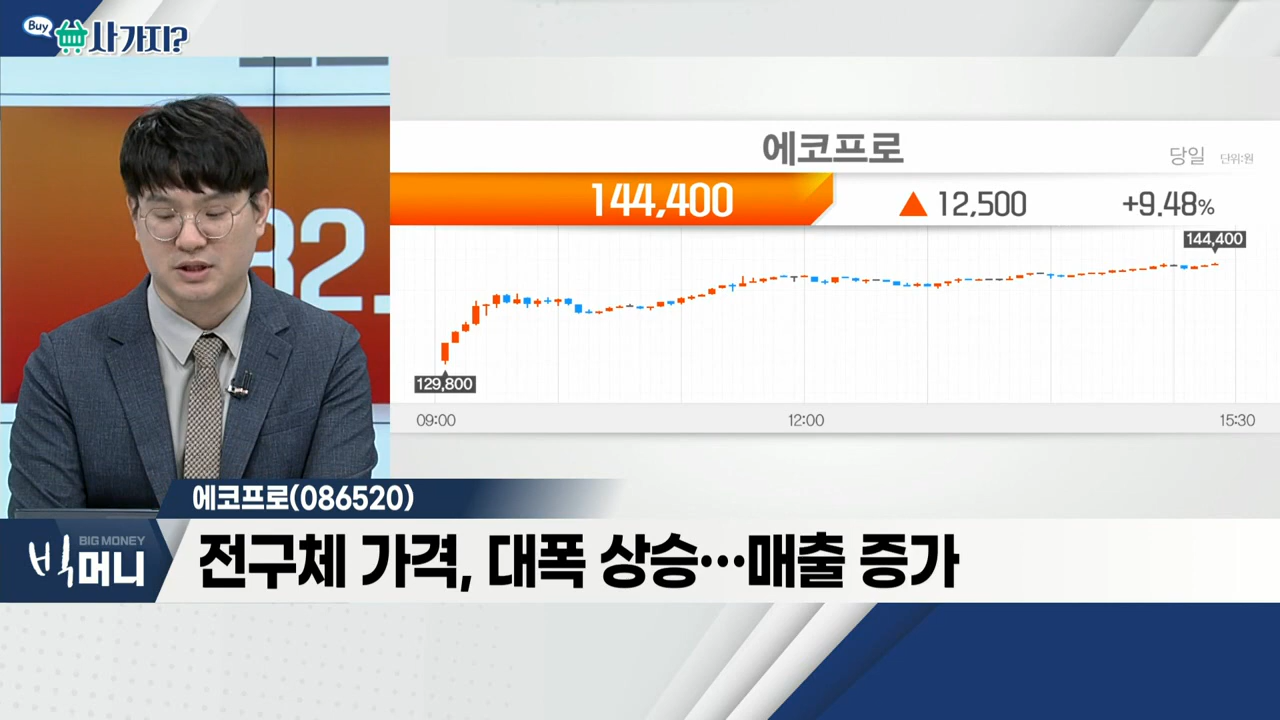 Buy
사가지?
32.
에코프로
당일 단위:원
144,400 ▲ 12,500 +9.48%
144,400
129,800
09:00 12:00 15:30
에코프로(086520)
BIG MONEY
빅머니
전구체 가격, 대폭 상승…매출 증가